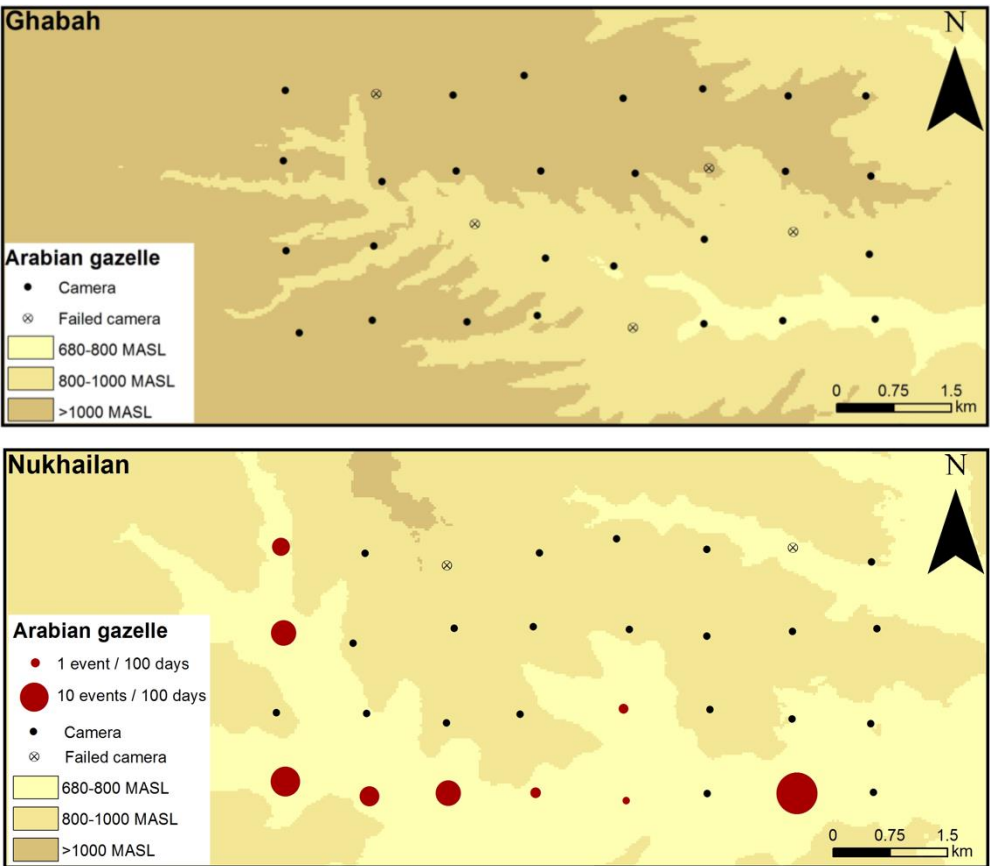 Ghabah
N
Arabian gazelle
Camera
Failed camera
680-800 MASL
800-1000 MASL
>1000 MASL
0 0.75 1.5
km
Nukhailan
N
Arabian gazelle
1 event / 100 days
10 events / 100 days
Camera
Failed camera
680-800 MASL
800-1000 MASL
>1000 MASL
0 0.75 1.5
km